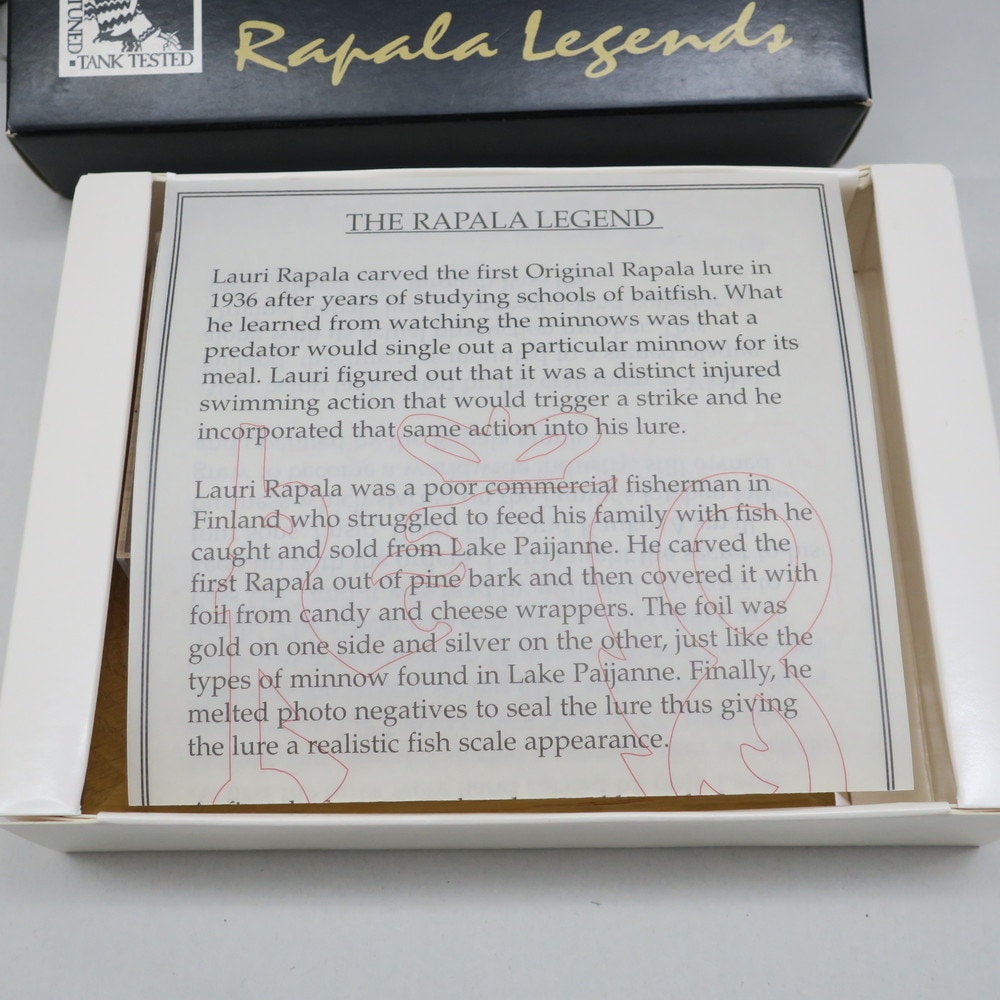 TUNED
▪TANK TESTED
Rapala Legends
THE RAPALA LEGEND
Lauri Rapala carved the first Original Rapala lure in
1936 after years of studying schools of baitfish. What
he learned from watching the minnows was that a
predator would single out a particular minnow for its
meal. Lauri figured out that it was a distinct injured
swimming action that would trigger a strike and he
incorporated that same action into his lure.
Lauri Rapala was a poor commercial fisherman in
Finland who struggled to feed his family with fish he
caught and sold from Lake Paijanne. He carved the
first Rapala out of pine bark and then covered it with
foil from candy and cheese wrappers. The foil was
gold on one side and silver on the other, just like the
types of minnow found in Lake Paijanne. Finally, he
melted photo negatives to seal the lure thus giving
the lure a realistic fish scale appearance.